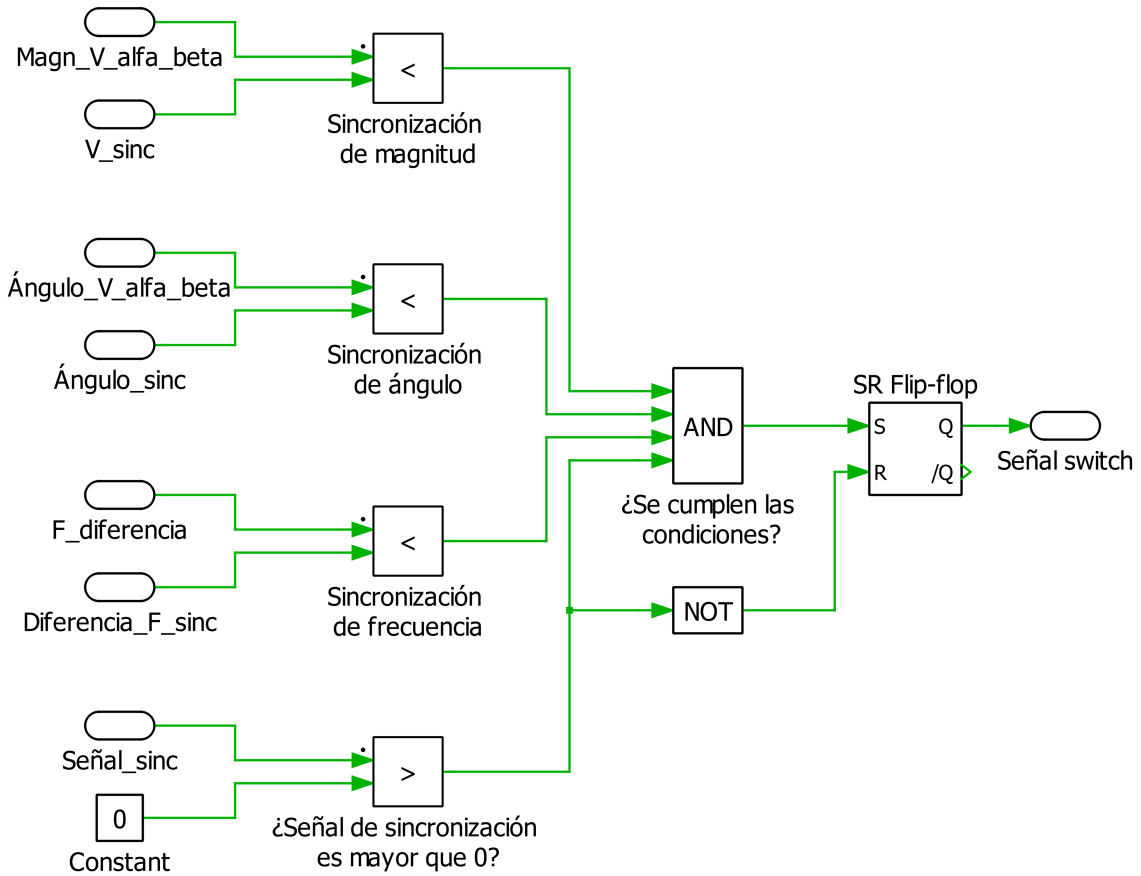 Magn_V_alfa_beta
V_sinc
<
Sincronización
de magnitud
Ángulo_V_alfa_beta
Ángulo_sinc
<
Sincronización
de ángulo
F_diferencia
Diferencia_F_sinc
<
Sincronización
de frecuencia
Señal_sinc
0
Constant
>
¿Señal de sincronización
es mayor que 0?
AND
¿Se cumplen las
condiciones?
NOT
SR Flip-flop
S Q
R /Q
Señal switch